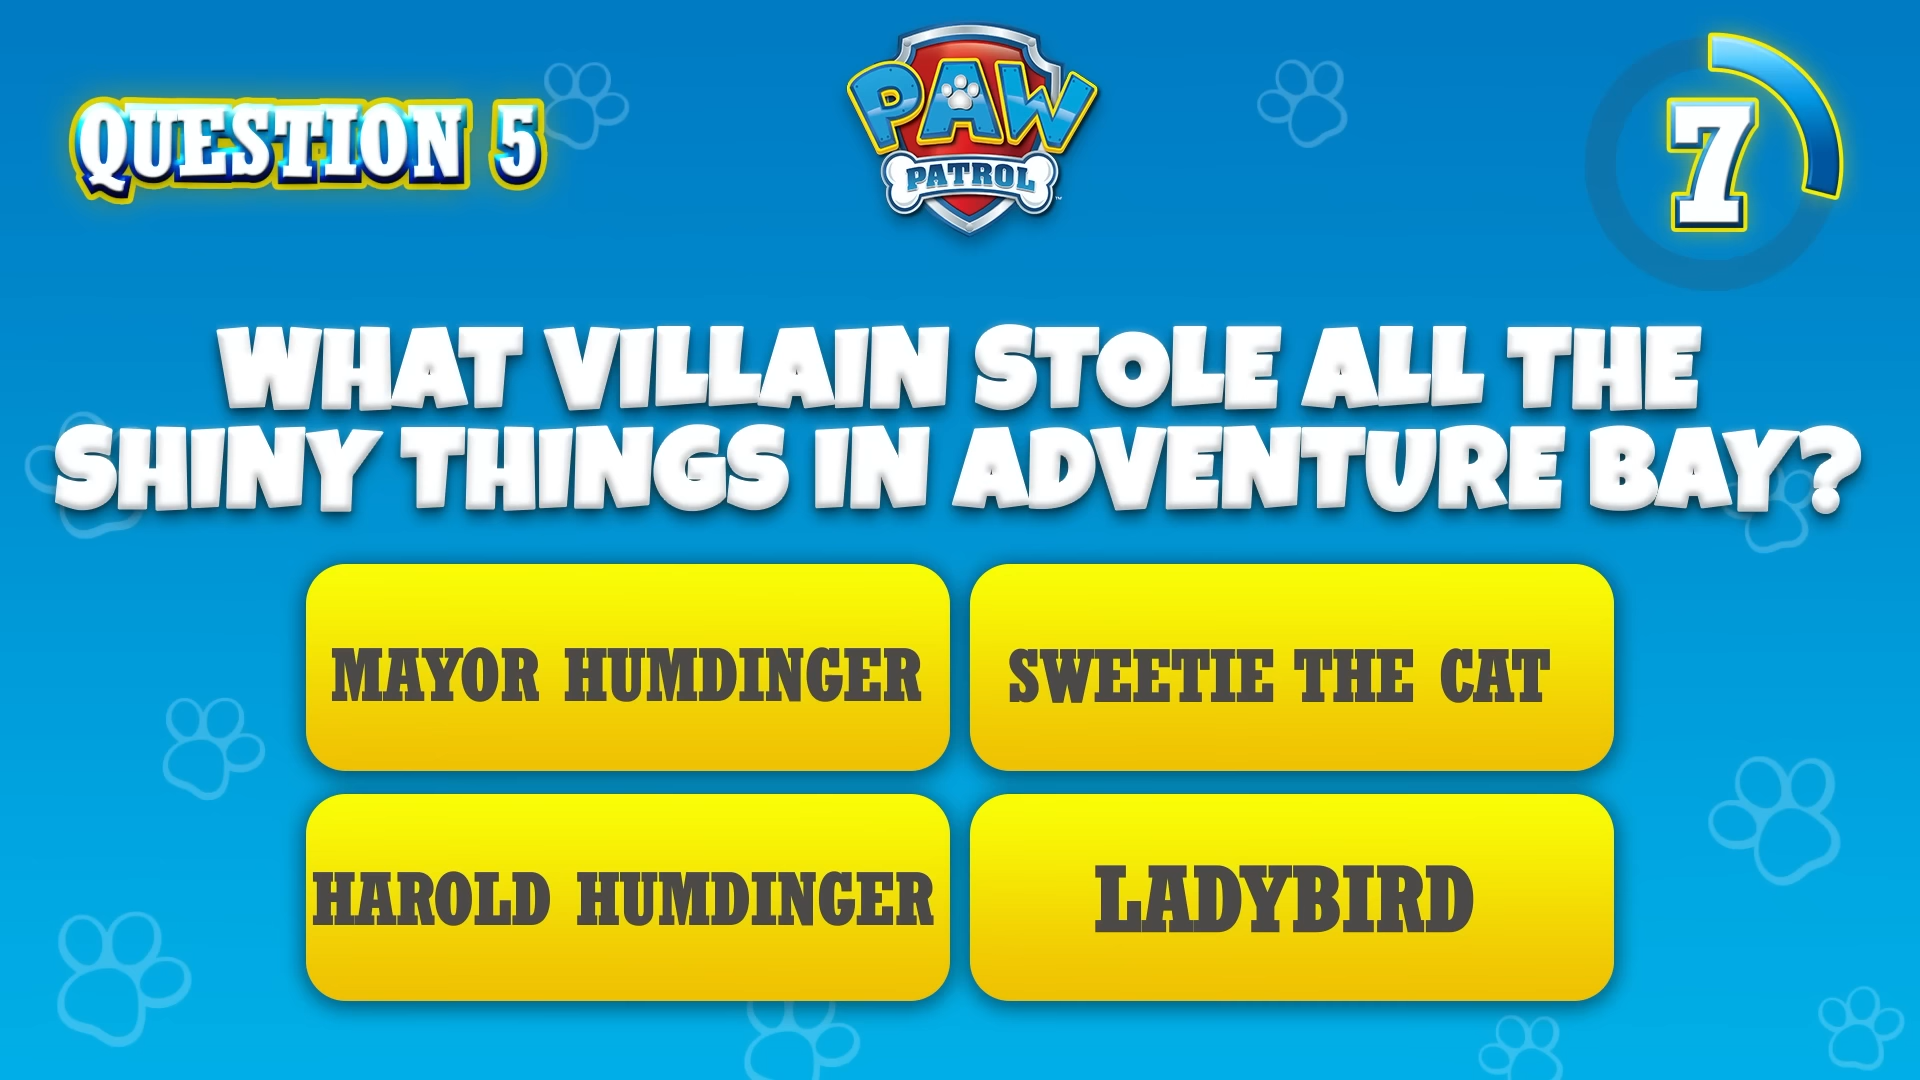 QUESTION 5
PAW
PATROL
7
WHAT VILLAIN STOLE ALL THE
SHINY THINGS IN ADVENTURE BAY?
MAYOR HUMDINGER
SWEETIE THE CAT
HAROLD HUMDINGER
LADYBIRD